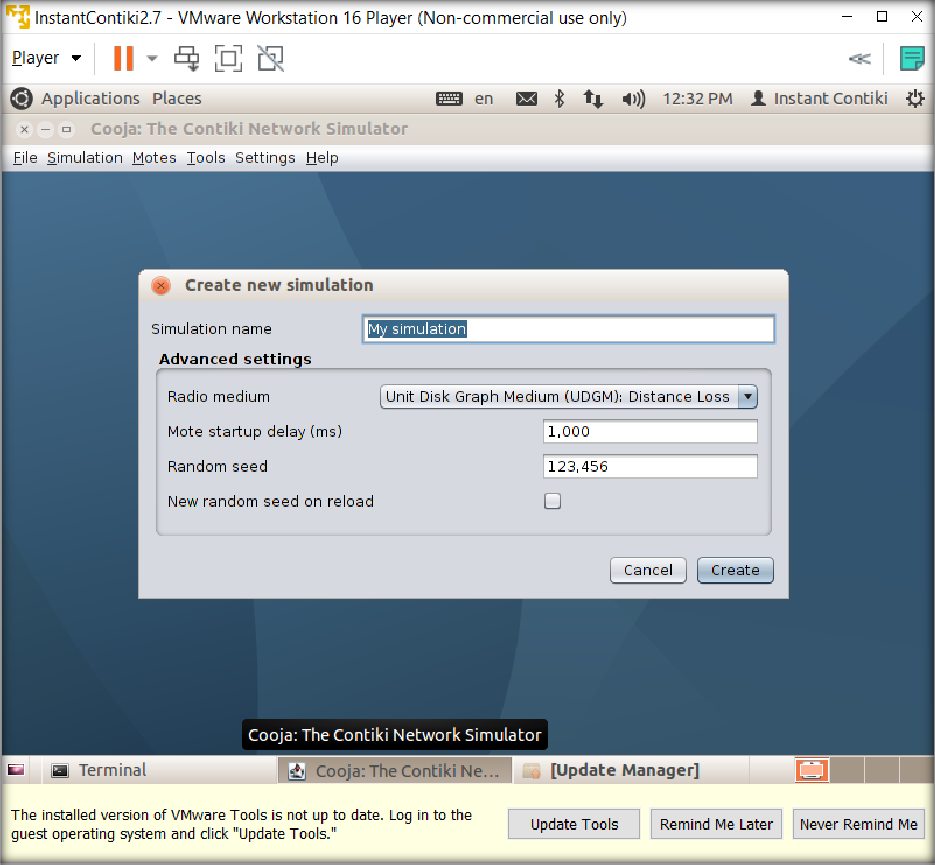 InstantContiki2.7 - VMware Workstation 16 Player (Non-commercial use only)
Player
Applications Places en 12:32 PM Instant Contiki
Cooja: The Contiki Network Simulator
File Simulation Motes Tools Settings Help
Create new simulation
Simulation name My simulation
Advanced settings
Radio medium Unit Disk Graph Medium (UDGM): Distance Loss
Mote startup delay (ms) 1,000
Random seed 123,456
New random seed on reload
Cancel Create
Cooja: The Contiki Network Simulator
Terminal Cooja: The Contiki Ne... [Update Manager]
The installed version of VMware Tools is not up to date. Log in to the
guest operating system and click "Update Tools."
Update Tools Remind Me Later Never Remind Me